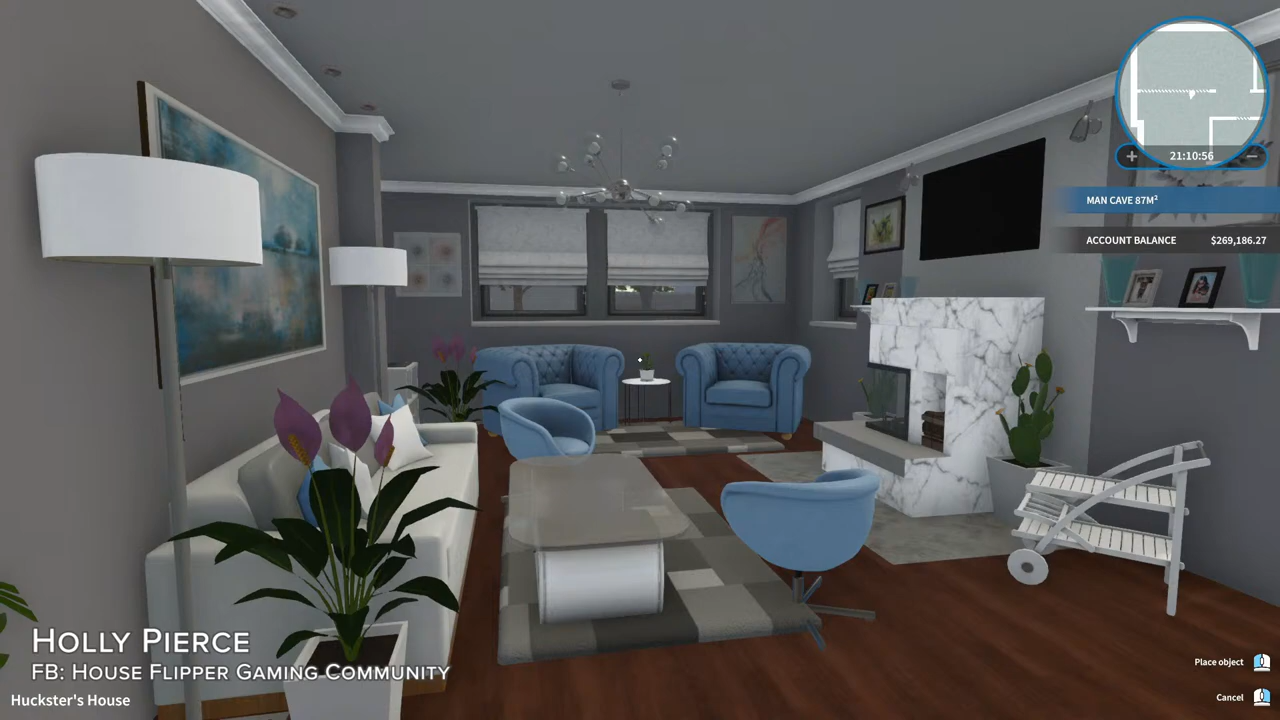 21:10:56
MAN CAVE 87M²
ACCOUNT BALANCE $269,186.27
HOLLY PIERCE
FB: HOUSE FLIPPER GAMING COMMUNITY
Huckster's House
Place object
Cancel